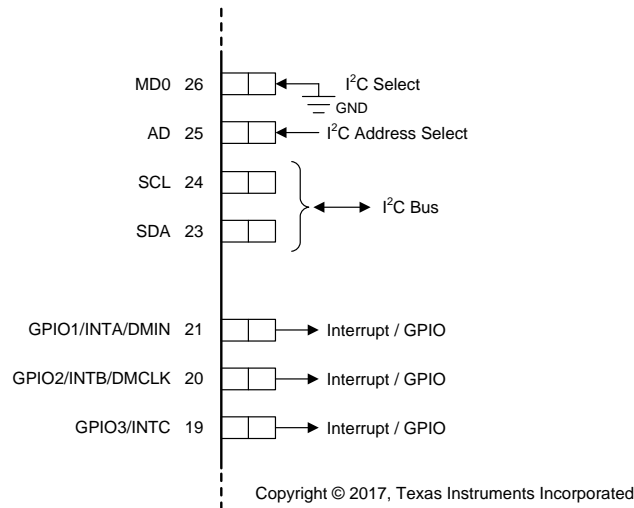 MD0 26 I²C Select
GND
AD 25 I²C Address Select
SCL 24
I²C Bus
SDA 23
GPIO1/INTA/DMIN 21 Interrupt / GPIO
GPIO2/INTB/DMCLK 20 Interrupt / GPIO
GPIO3/INTC 19 Interrupt / GPIO
Copyright © 2017, Texas Instruments Incorporated